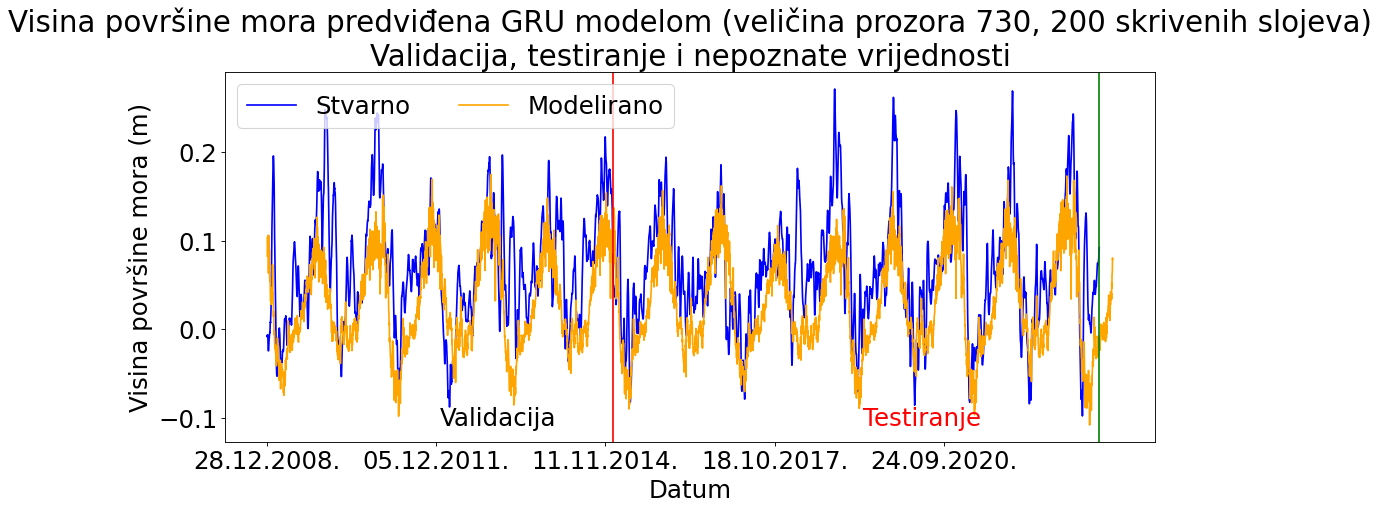 Visina površine mora predviđena GRU modelom (veličina prozora 730, 200 skrivenih slojeva)
Validacija, testiranje i nepoznate vrijednosti
Stvarno
Modelirano
Visina površine mora (m)
0.2
0.1
0.0
−0.1
Validacija
Testiranje
28.12.2008.
05.12.2011.
11.11.2014.
18.10.2017.
24.09.2020.
Datum